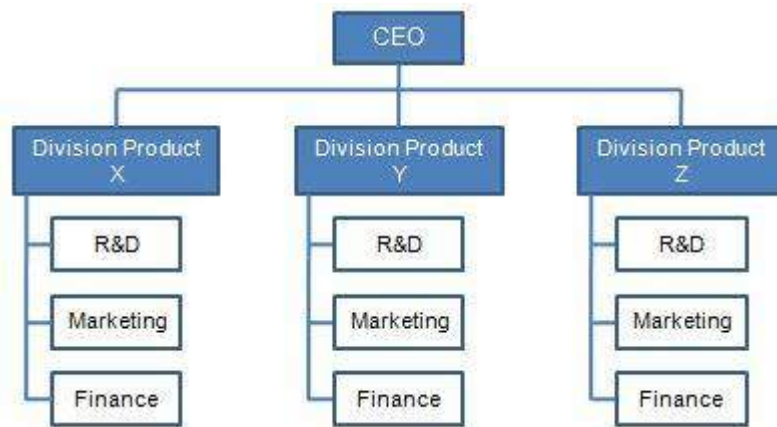 CEO
Division Product
X
Division Product
Y
Division Product
Z
R&D
R&D
R&D
Marketing
Marketing
Marketing
Finance
Finance
Finance